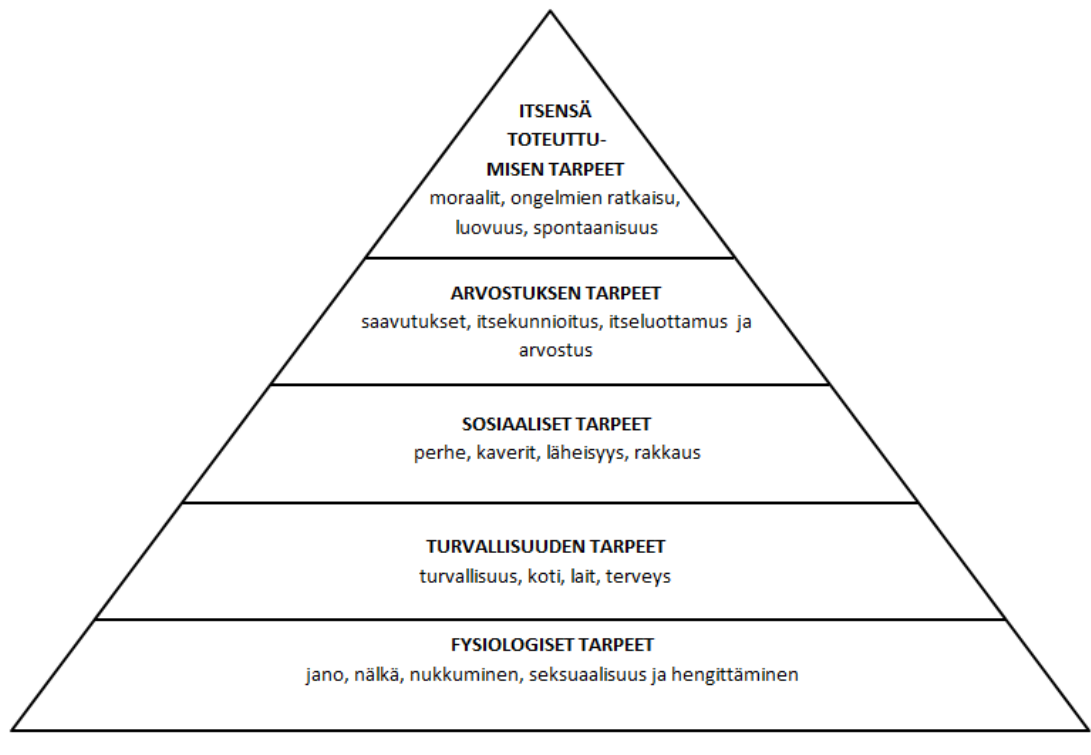 ITSENSÄ
TOTEUTTU-
MISEN TARPEET
moraalit, ongelmien ratkaisu,
luovuus, spontaanisuus
ARVOSTUKSEN TARPEET
saavutukset, itsekunnioitus, itseluottamus ja
arvostus
SOSIAALISET TARPEET
perhe, kaverit, läheisyys, rakkaus
TURVALLISUUDEN TARPEET
turvallisuus, koti, lait, terveys
FYSIOLOGISET TARPEET
jano, nälkä, nukkuminen, seksuaalisuus ja hengittäminen